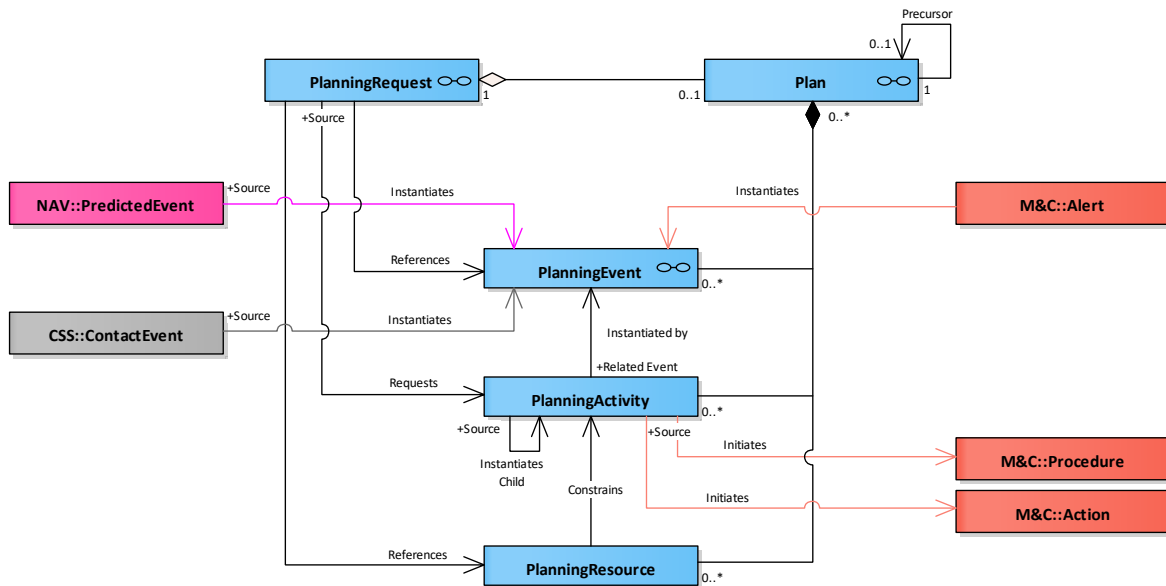 Precursor
0..1
PlanningRequest
Plan
1
0..1
1
+Source
0..*
+Source
Instantiates
Instantiates
NAV::PredictedEvent
M&C::Alert
References
PlanningEvent
0..*
+Source
Instantiates
CSS::ContactEvent
Instantiated by
+Related Event
Requests
PlanningActivity
0..*
+Source
+Source
Initiates
M&C::Procedure
Instantiates
Child
Constrains
Initiates
M&C::Action
References
PlanningResource
0..*